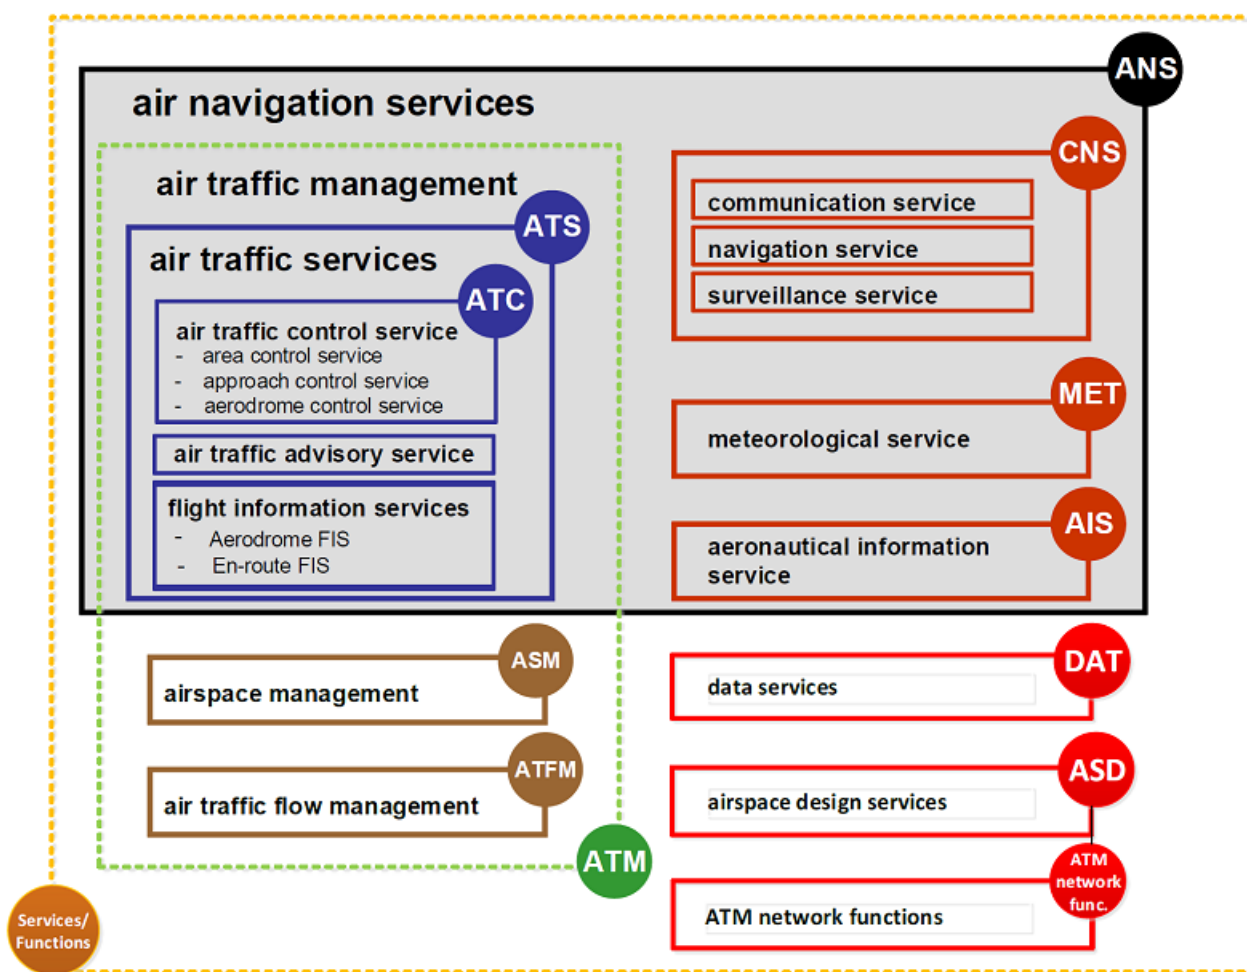 ANS
air navigation services
CNS
air traffic management
communication service
ATS
navigation service
air traffic services
surveillance service
ATC
air traffic control service
- area control service
- approach control service
- aerodrome control service
MET
meteorological service
air traffic advisory service
flight information services
- Aerodrome FIS
- En-route FIS
AIS
aeronautical information
service
ASM
airspace management
DAT
data services
ATFM
air traffic flow management
ASD
airspace design services
ATM
ATM
network
func.
ATM network functions
Services/
Functions